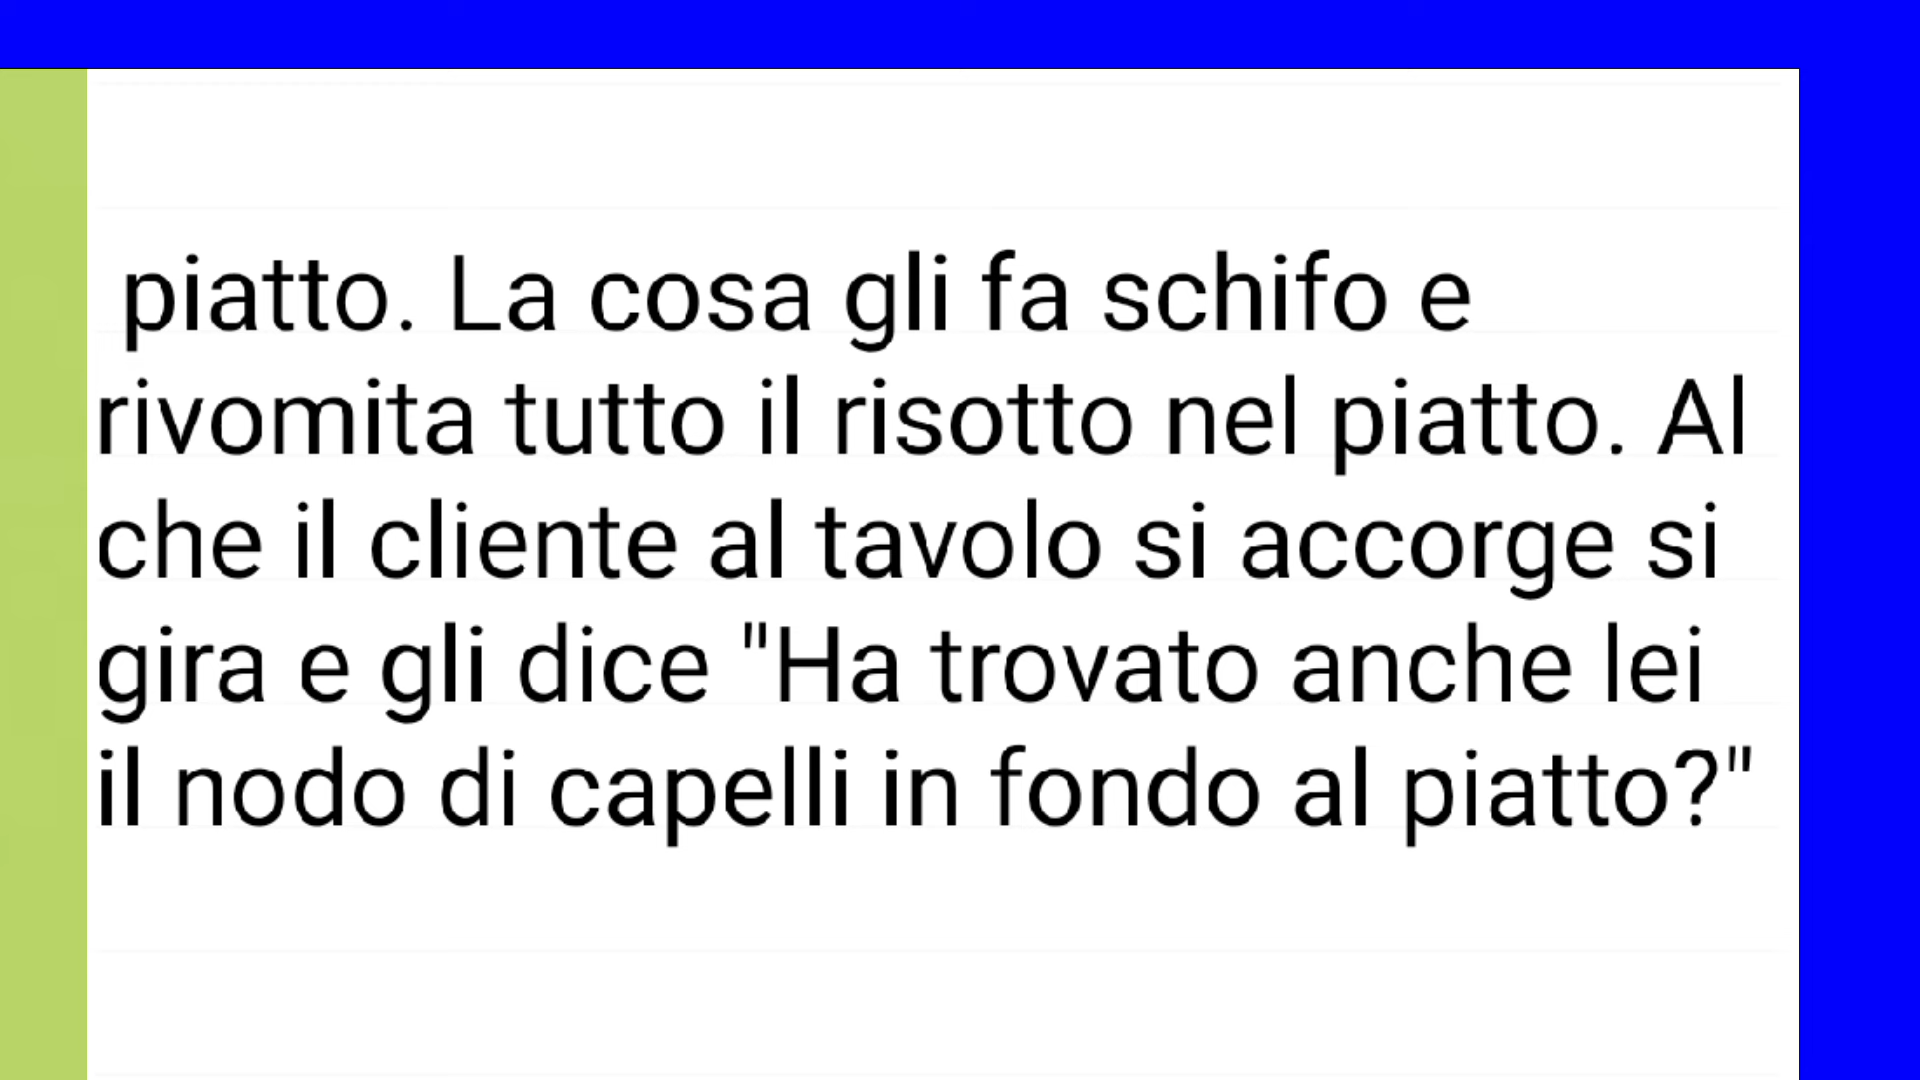 piatto. La cosa gli fa schifo e
rivomita tutto il risotto nel piatto. Al
che il cliente al tavolo si accorge si
gira e gli dice "Ha trovato anche lei
il nodo di capelli in fondo al piatto?"